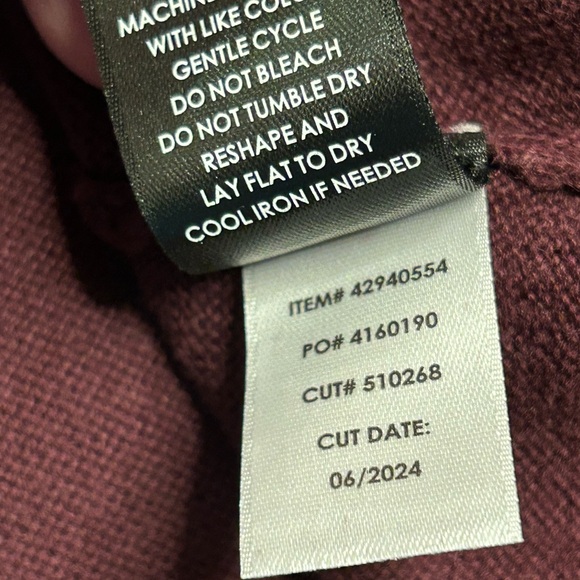 MACHINE
WITH LIKE
GENTLE CYCLE
DO NOT BLEACH
DO NOT TUMBLE DRY
RESHAPE AND
LAY FLAT TO DRY
COOL IRON IF NEEDED
ITEM# 42940554
PO# 4160190
CUT# 510268
CUT DATE:
06/2024